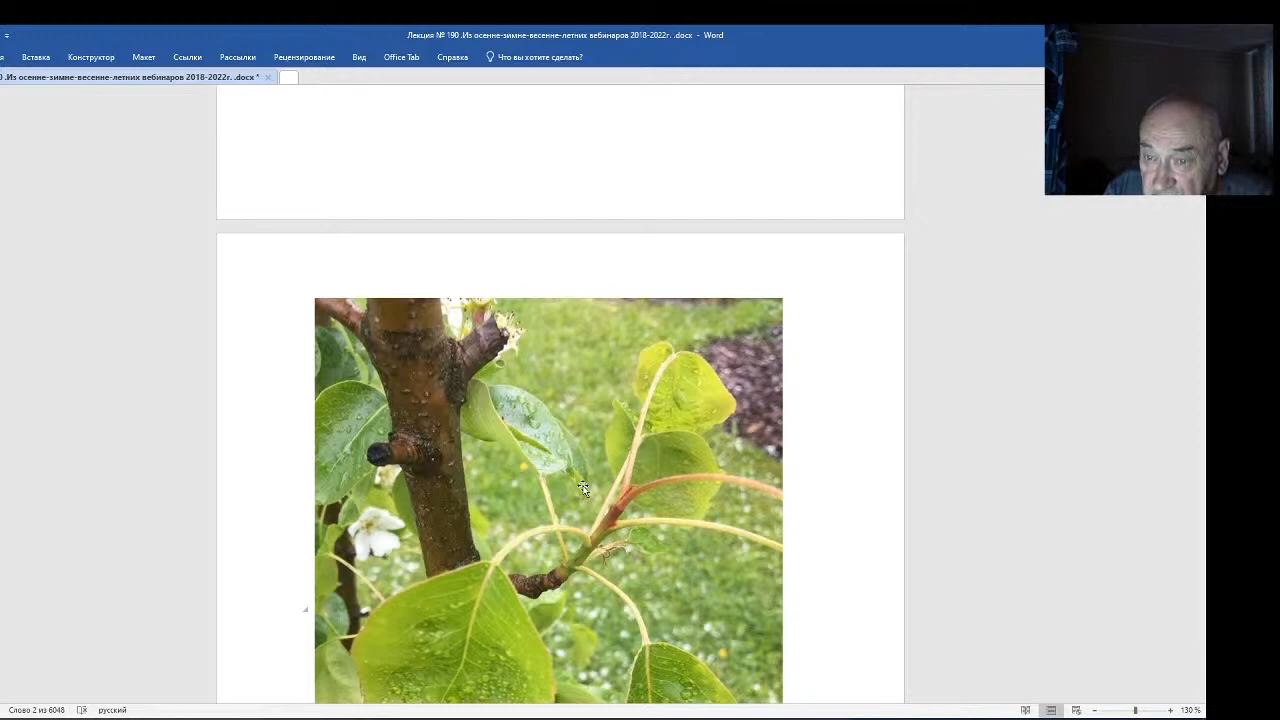 Лекция № 190 .Из осенне-зимне-весенне-летних вебинаров 2018-2022г. .docx - Word
Вставка Конструктор Макет Ссылки Рассылки Рецензирование Вид Office Tab Справка Что вы хотите сделать?
0 .Из осенне-зимне-весенне-летних вебинаров 2018-2022г. .docx *
Слово 2 из 6048 русский 130 %